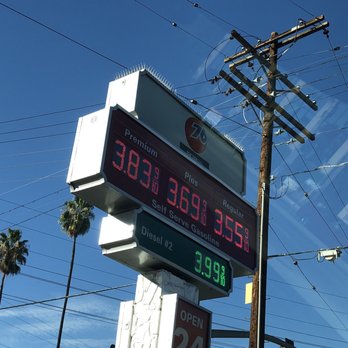 76
Premium Plus Regular
3.83 9/10 3.69 9/10 3.55 9/10
Self Serve Gasoline
Diesel #2
3.99 9/10
OPEN
24